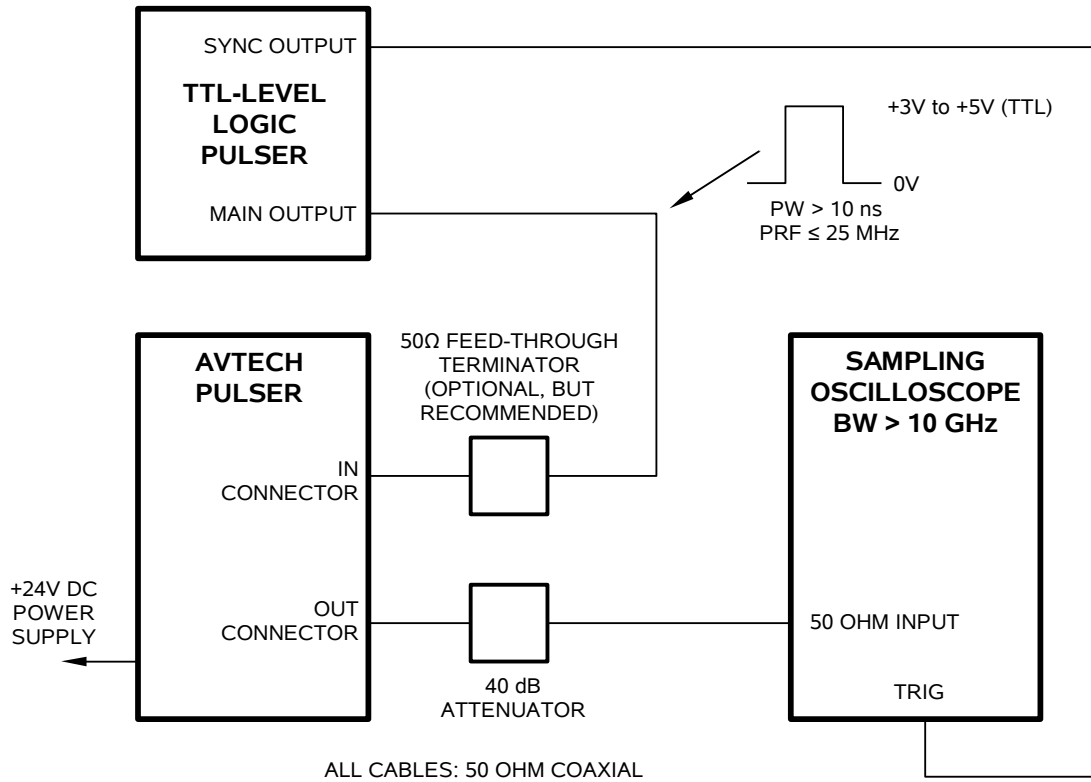 SYNC OUTPUT
TTL-LEVEL
LOGIC
PULSER
MAIN OUTPUT
+3V to +5V (TTL)
0V
PW > 10 ns
PRF ≤ 25 MHz
AVTECH
PULSER
IN
CONNECTOR
OUT
CONNECTOR
+24V DC
POWER
SUPPLY
50Ω FEED-THROUGH
TERMINATOR
(OPTIONAL, BUT
RECOMMENDED)
40 dB
ATTENUATOR
SAMPLING
OSCILLOSCOPE
BW > 10 GHz
50 OHM INPUT
TRIG
ALL CABLES: 50 OHM COAXIAL